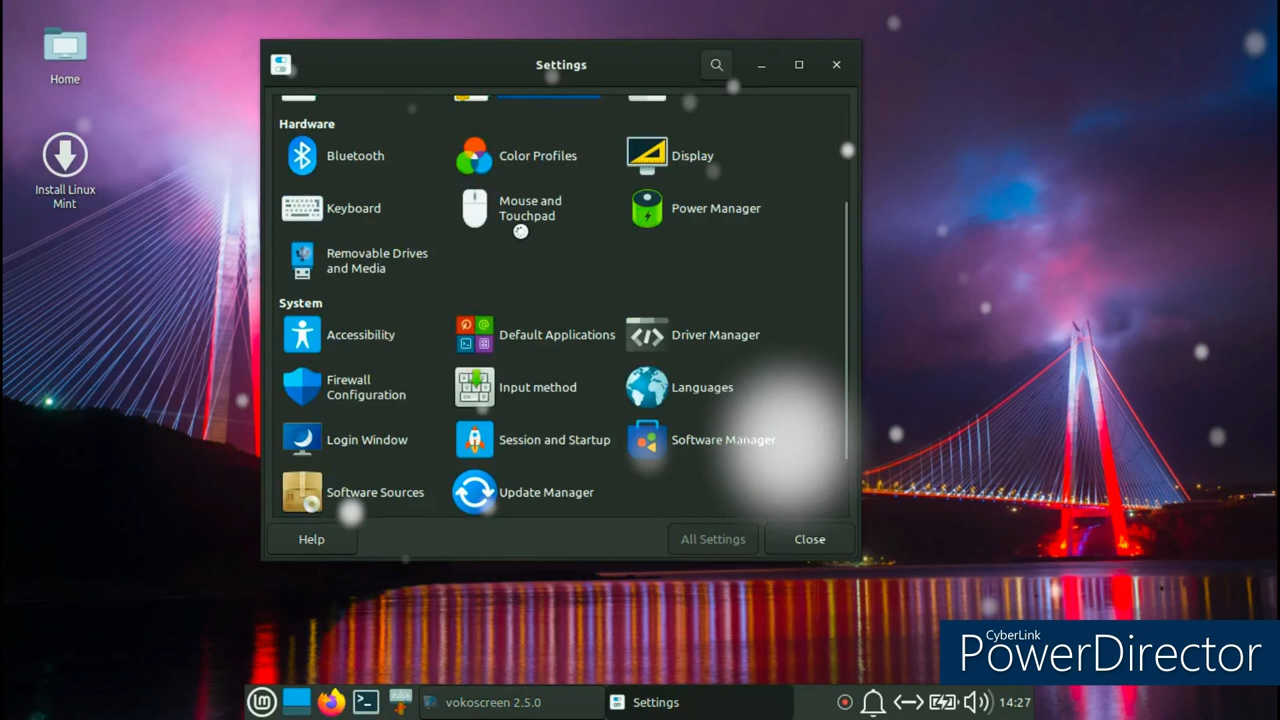 Home
Install Linux
Mint
Settings
Hardware
Bluetooth
Color Profiles
Display
Keyboard
Mouse and
Touchpad
Power Manager
Removable Drives
and Media
System
Accessibility
Default Applications
Driver Manager
Firewall
Configuration
Input method
Languages
Login Window
Session and Startup
Software Manager
Software Sources
Update Manager
Help
All Settings
Close
CyberLink
PowerDirector
vokoscreen 2.5.0
Settings
14:27